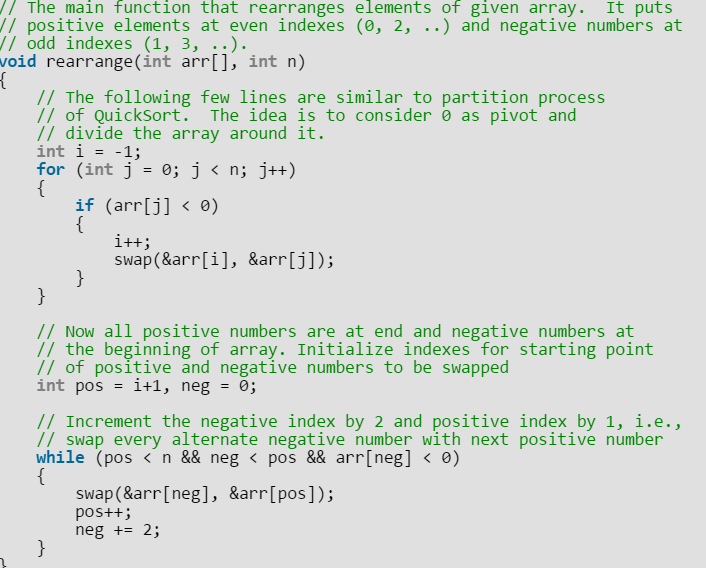 // The main function that rearranges elements of given array.  It puts
// positive elements at even indexes (0, 2, ..) and negative numbers at
// odd indexes (1, 3, ..).
void rearrange(int arr[], int n)
{
    // The following few lines are similar to partition process
    // of QuickSort.  The idea is to consider 0 as pivot and
    // divide the array around it.
    int i = -1;
    for (int j = 0; j < n; j++)
    {
        if (arr[j] < 0)
        {
            i++;
            swap(&arr[i], &arr[j]);
        }
    }

    // Now all positive numbers are at end and negative numbers at
    // the beginning of array. Initialize indexes for starting point
    // of positive and negative numbers to be swapped
    int pos = i+1, neg = 0;

    // Increment the negative index by 2 and positive index by 1, i.e.,
    // swap every alternate negative number with next positive number
    while (pos < n && neg < pos && arr[neg] < 0)
    {
        swap(&arr[neg], &arr[pos]);
        pos++;
        neg += 2;
    }
}